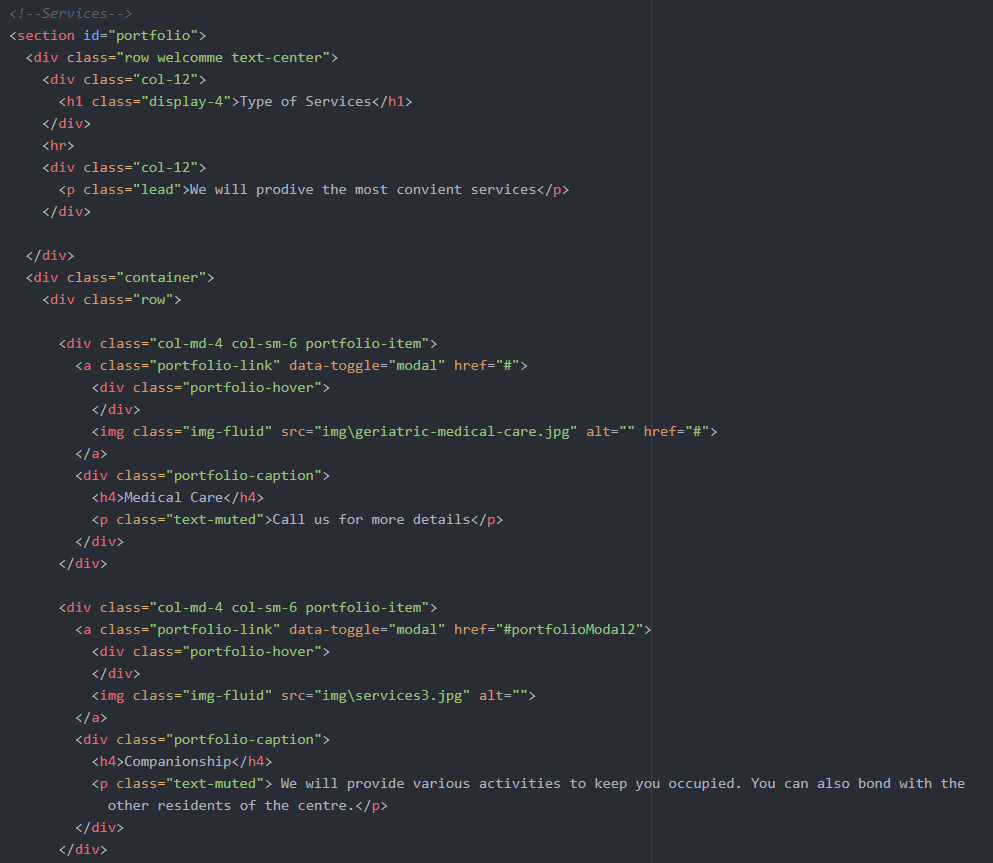 <!--Services-->
<section id="portfolio">
  <div class="row welcomme text-center">
    <div class="col-12">
      <h1 class="display-4">Type of Services</h1>
    </div>
    <hr>
    <div class="col-12">
      <p class="lead">We will prodive the most convient services</p>
    </div>

  </div>
  <div class="container">
    <div class="row">

      <div class="col-md-4 col-sm-6 portfolio-item">
        <a class="portfolio-link" data-toggle="modal" href="#">
          <div class="portfolio-hover">
          </div>
          <img class="img-fluid" src="img\geriatric-medical-care.jpg" alt="" href="#">
        </a>
        <div class="portfolio-caption">
          <h4>Medical Care</h4>
          <p class="text-muted">Call us for more details</p>
        </div>
      </div>

      <div class="col-md-4 col-sm-6 portfolio-item">
        <a class="portfolio-link" data-toggle="modal" href="#portfolioModal2">
          <div class="portfolio-hover">
          </div>
          <img class="img-fluid" src="img\services3.jpg" alt="">
        </a>
        <div class="portfolio-caption">
          <h4>Companionship</h4>
          <p class="text-muted"> We will provide various activities to keep you occupied. You can also bond with the
            other residents of the centre.</p>
        </div>
      </div>